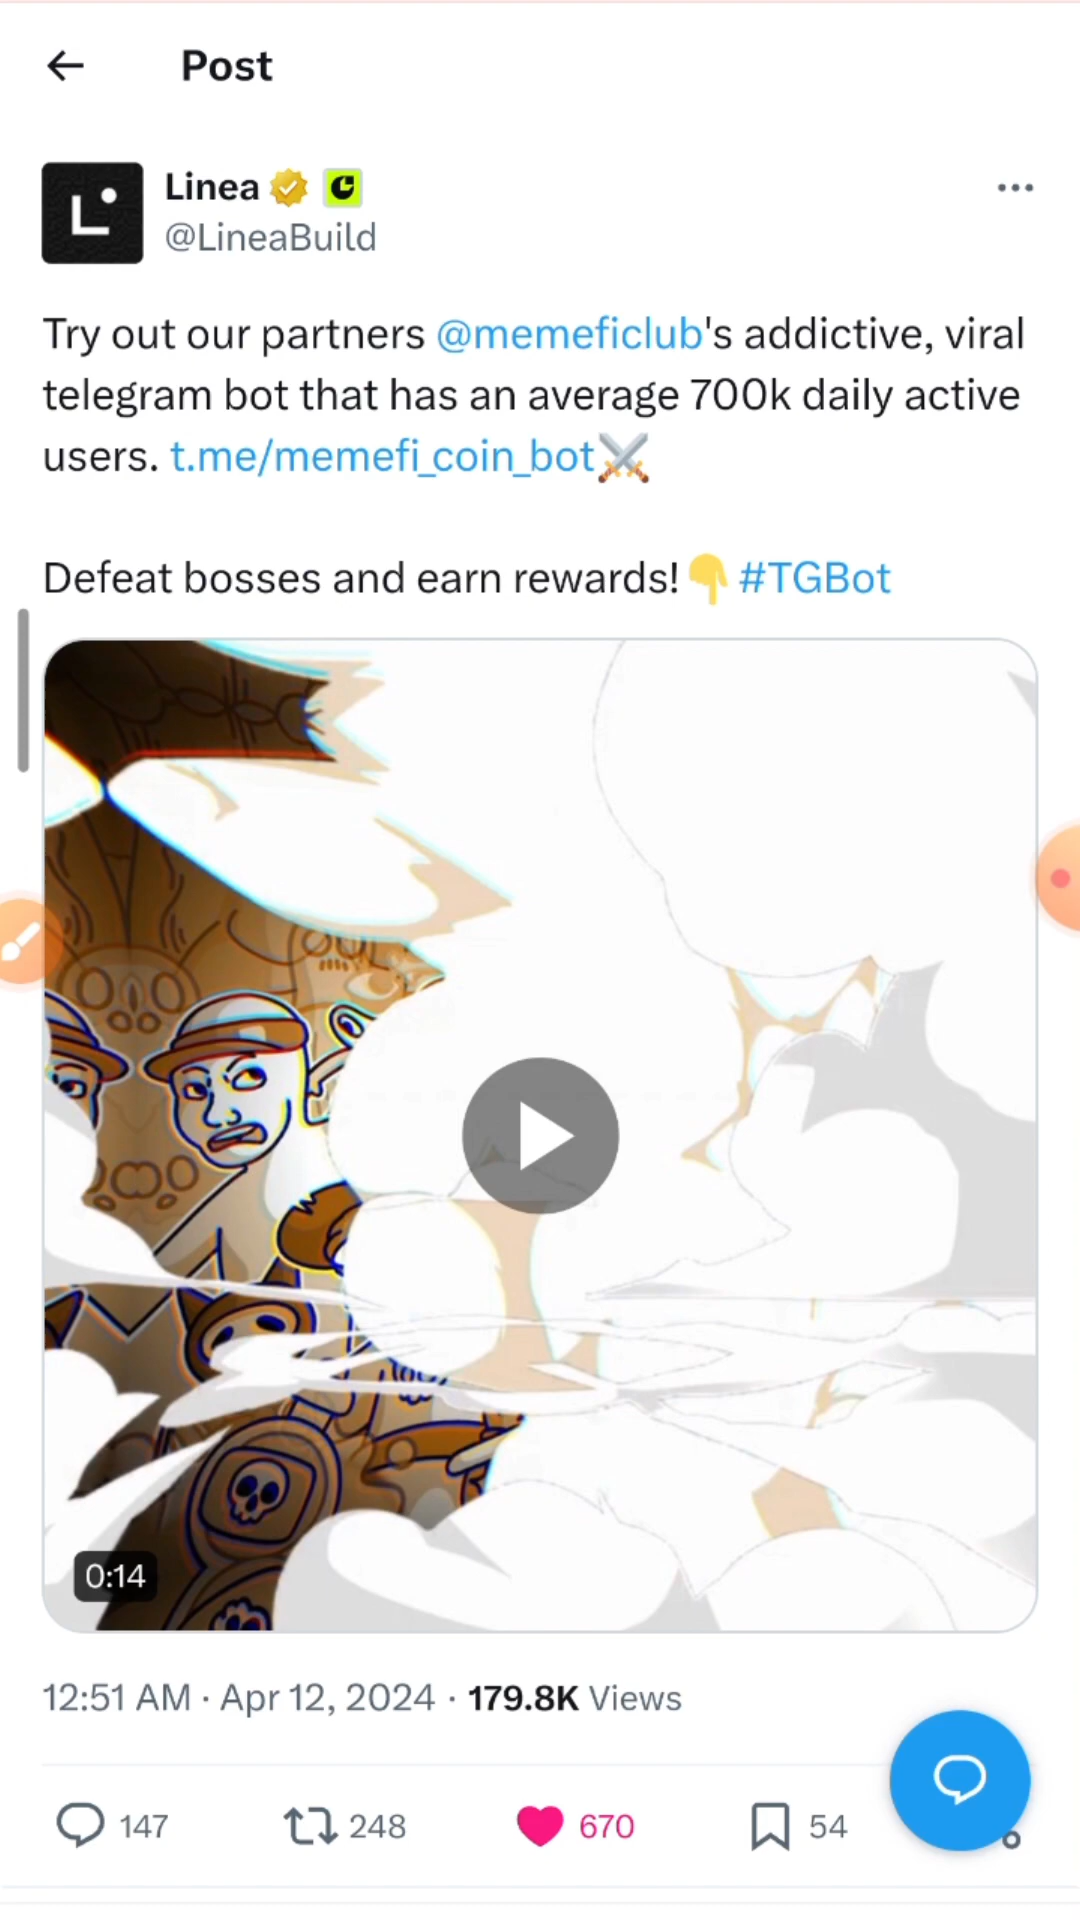 Post
Linea
@LineaBuild
Try out our partners @memeficlub's addictive, viral
telegram bot that has an average 700k daily active
users. t.me/memefi_coin_bot⚔️
Defeat bosses and earn rewards!👇 #TGBot
0:14
12:51 AM · Apr 12, 2024 · 179.8K Views
147 248 670 54